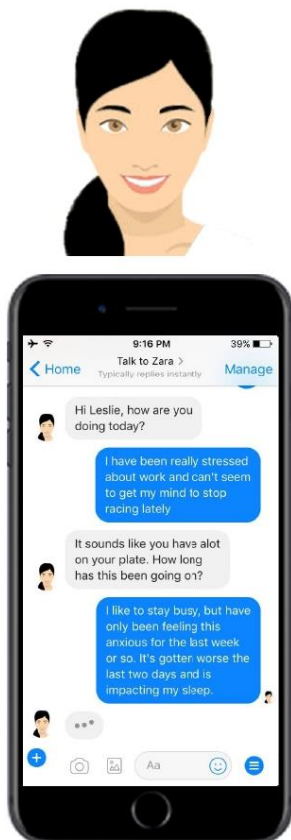 9:16 PM
39%
Home
Talk to Zara >
Manage
Typically replies instantly
Hi Leslie, how are you
doing today?
I have been really stressed
about work and can't seem
to get my mind to stop
racing lately
It sounds like you have alot
on your plate. How long
has this been going on?
I like to stay busy, but have
only been feeling this
anxious for the last week
or so. It's gotten worse the
last two days and is
impacting my sleep.
Aa